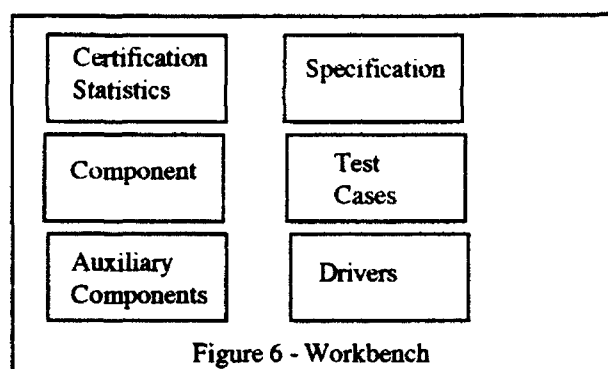 Certification
Statistics
Specification
Component
Test
Cases
Auxiliary
Components
Drivers
Figure 6 - Workbench